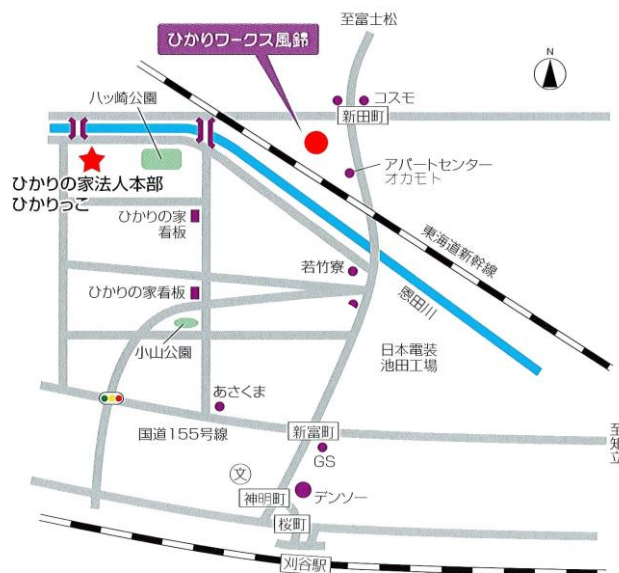 至富士松
ひかりワークス風鈴
N
八ッ崎公園
コスモ
新田町
アパートセンター
オカモト
ひかりの家法人本部
ひかりっこ
ひかりの家
看板
東海道新幹線
若竹寮
恩田川
ひかりの家看板
小山公園
日本電装
池田工場
あさくま
国道155号線
新富町
至知立
GS
文
神明町
デンソー
桜町
刈谷駅